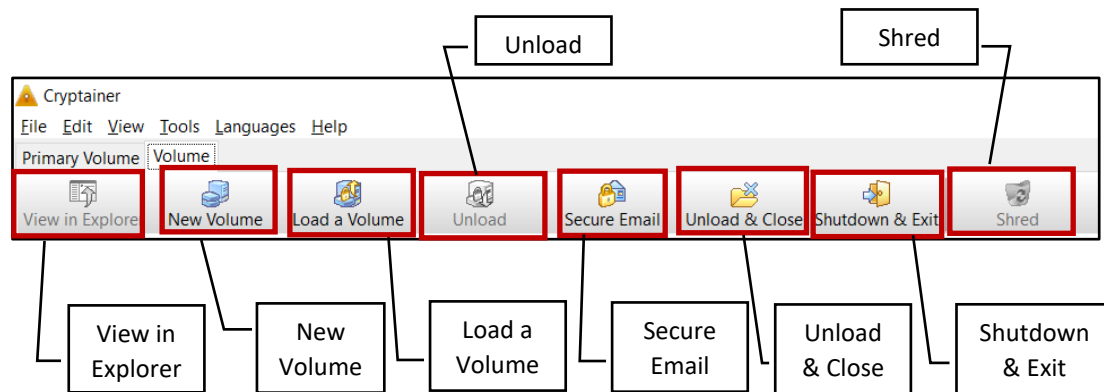 Unload
Shred
Cryptainer
File Edit View Tools Languages Help
Primary Volume Volume
View in Explorer New Volume Load a Volume Unload Secure Email Unload & Close Shutdown & Exit Shred
View in
Explorer
New
Volume
Load a
Volume
Secure
Email
Unload
& Close
Shutdown
& Exit